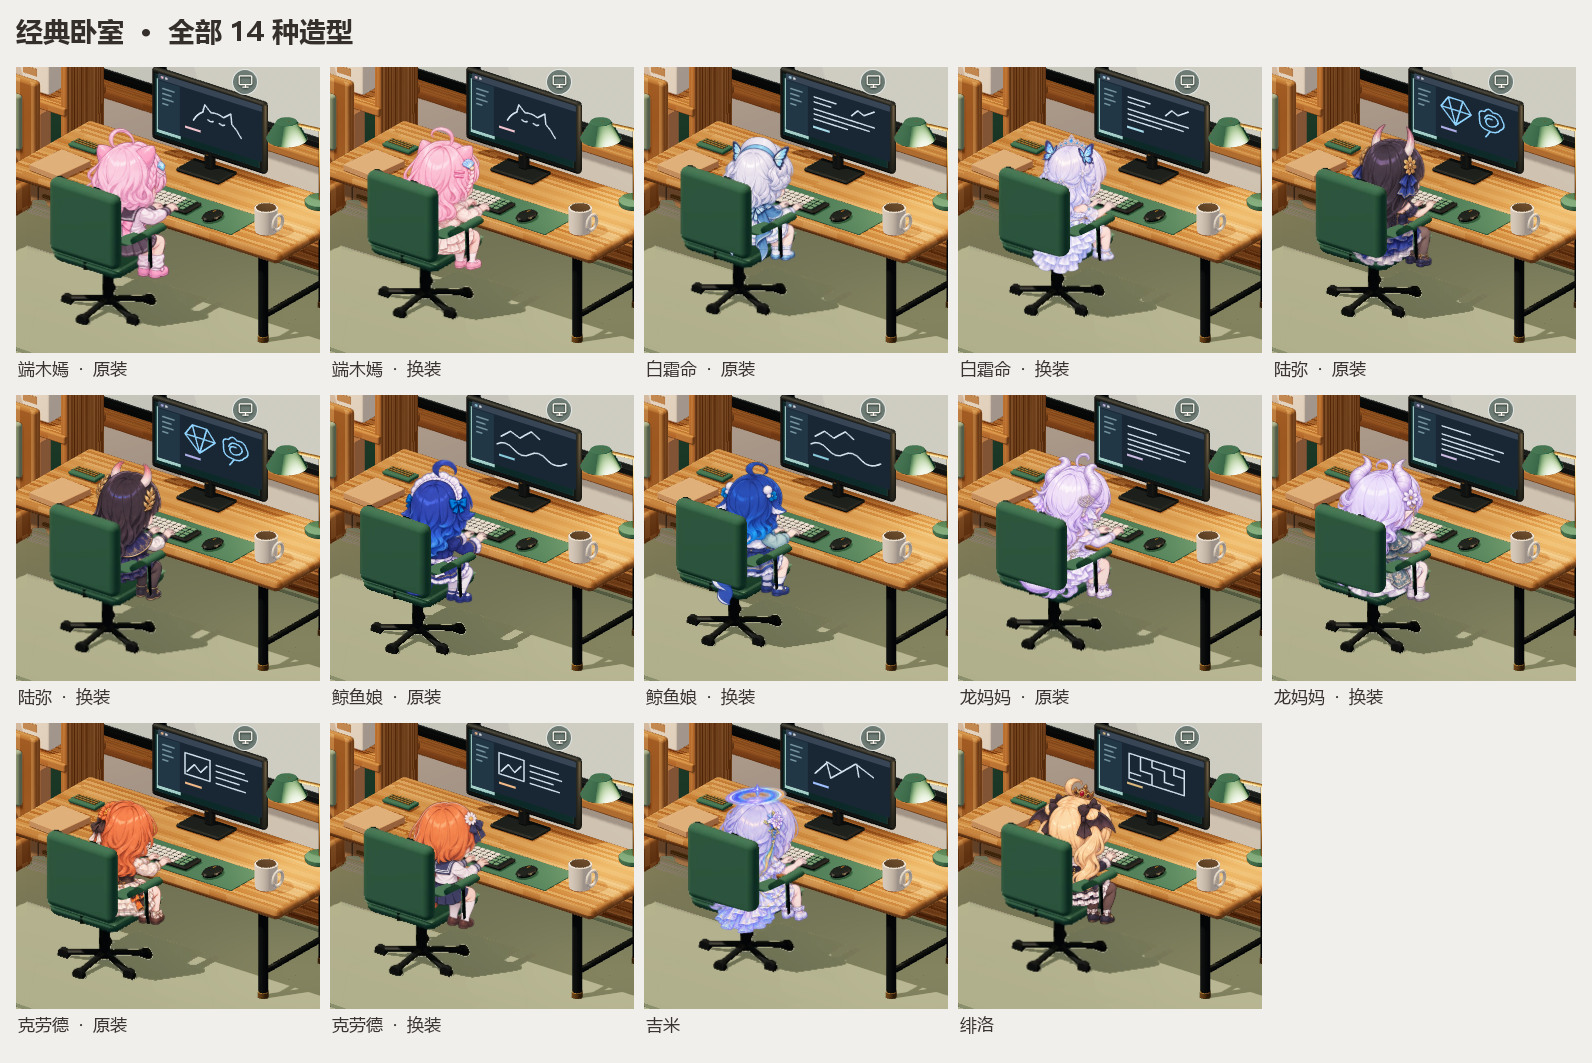 经典卧室 • 全部 14 种造型
端木嫣 · 原装
端木嫣 · 换装
白霜命 · 原装
白霜命 · 换装
陆弥 · 原装
陆弥 · 换装
鲸鱼娘 · 原装
鲸鱼娘 · 换装
龙妈妈 · 原装
龙妈妈 · 换装
克劳德 · 原装
克劳德 · 换装
吉米
绯洛